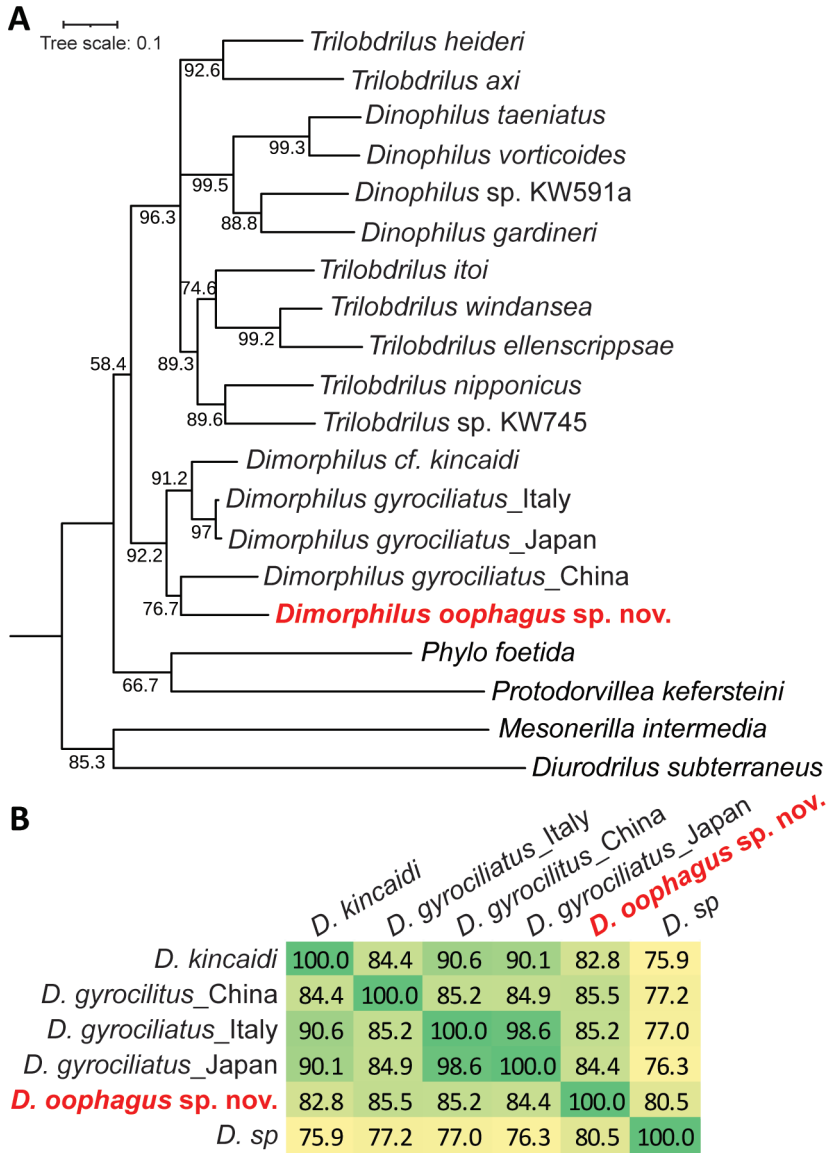 A
Tree scale: 0.1
Trilobdrilus heideri
92.6
Trilobdrilus axi
Dinophilus taeniatus
99.3
Dinophilus vorticoides
99.5
Dinophilus sp. KW591a
96.3
88.8
Dinophilus gardineri
Trilobdrilus itoi
74.6
Trilobdrilus windansea
99.2
Trilobdrilus ellenscrippsae
58.4
89.3
Trilobdrilus nipponicus
89.6
Trilobdrilus sp. KW745
Dimorphilus cf. kincaidi
91.2
Dimorphilus gyrociliatus_Italy
97
Dimorphilus gyrociliatus_Japan
92.2
Dimorphilus gyrociliatus_China
76.7
Dimorphilus oophagus sp. nov.
Phylo foetida
66.7
Protodorvillea kefersteini
Mesonerilla intermedia
85.3
Diurodrilus subterraneus
B
D. kincaidi
D. gyrociliatus_Italy
D. gyrocilitus_China
D. gyrociliatus_Japan
D. oophagus sp. nov.
D. sp
D. kincaidi 100.0 84.4 90.6 90.1 82.8 75.9
D. gyrocilitus_China 84.4 100.0 85.2 84.9 85.5 77.2
D. gyrociliatus_Italy 90.6 85.2 100.0 98.6 85.2 77.0
D. gyrociliatus_Japan 90.1 84.9 98.6 100.0 84.4 76.3
D. oophagus sp. nov. 82.8 85.5 85.2 84.4 100.0 80.5
D. sp 75.9 77.2 77.0 76.3 80.5 100.0